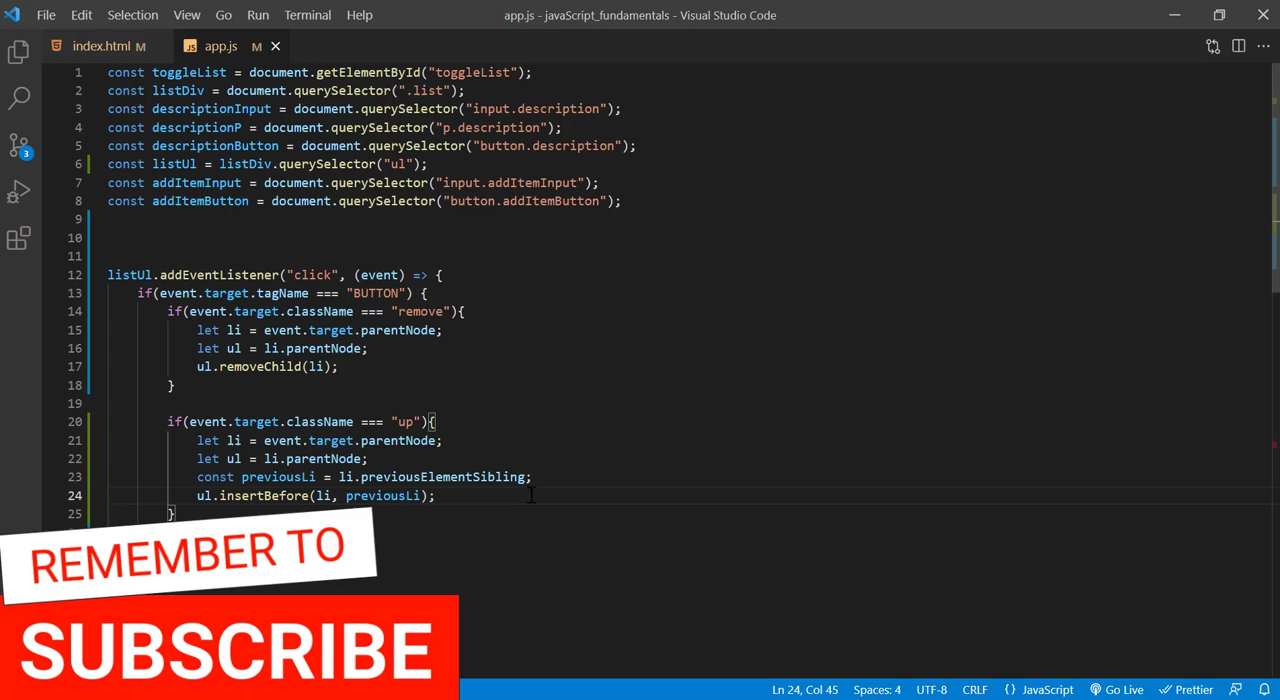 File Edit Selection View Go Run Terminal Help
app.js - javaScript_fundamentals - Visual Studio Code
index.html M
JS app.js M
1 const toggleList = document.getElementById("toggleList");
2 const listDiv = document.querySelector(".list");
3 const descriptionInput = document.querySelector("input.description");
4 const descriptionP = document.querySelector("p.description");
5 const descriptionButton = document.querySelector("button.description");
6 const listUl = listDiv.querySelector("ul");
7 const addItemInput = document.querySelector("input.addItemInput");
8 const addItemButton = document.querySelector("button.addItemButton");
9
10
11
12 listUl.addEventListener("click", (event) => {
13 if(event.target.tagName === "BUTTON") {
14 if(event.target.className === "remove"){
15 let li = event.target.parentNode;
16 let ul = li.parentNode;
17 ul.removeChild(li);
18 }
19
20 if(event.target.className === "up"){
21 let li = event.target.parentNode;
22 let ul = li.parentNode;
23 const previousLi = li.previousElementSibling;
24 ul.insertBefore(li, previousLi);
25 }
3
REMEMBER TO
SUBSCRIBE
Ln 24, Col 45 Spaces: 4 UTF-8 CRLF {} JavaScript Go Live Prettier